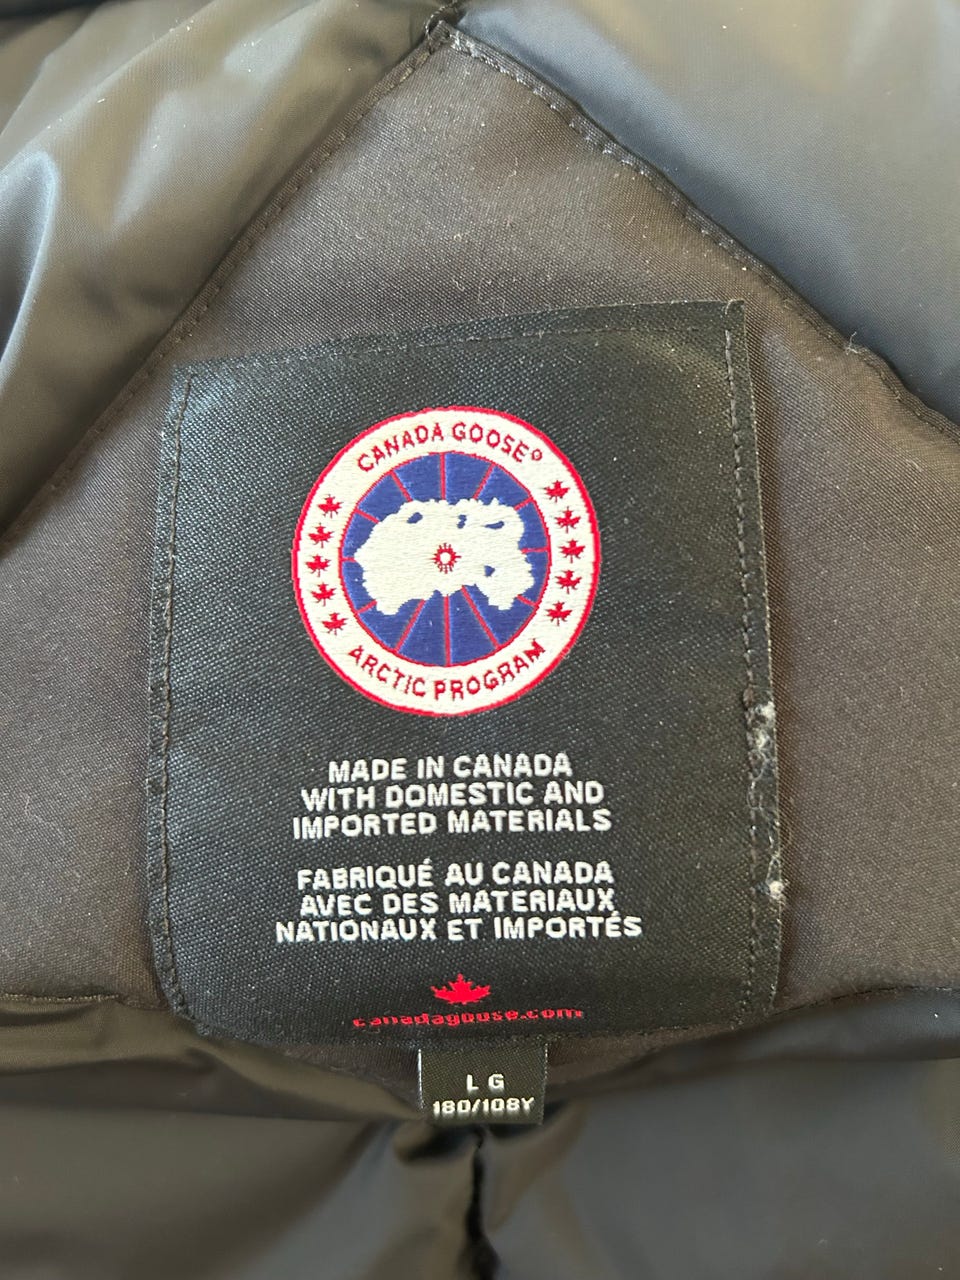 CANADA GOOSE®
ARCTIC PROGRAM
MADE IN CANADA
WITH DOMESTIC AND
IMPORTED MATERIALS
FABRIQUÉ AU CANADA
AVEC DES MATERIAUX
NATIONAUX ET IMPORTÉS
canadagoose.com
LG
180/108Y